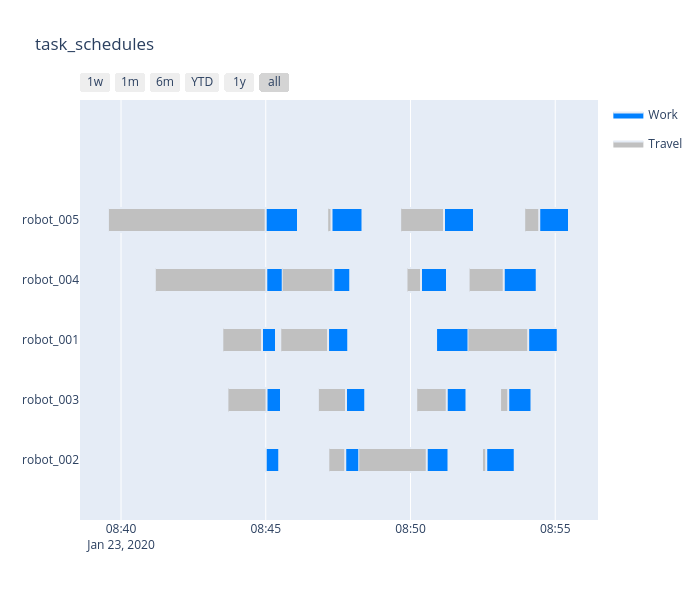 task_schedules
1w 1m 6m YTD 1y all
Work
Travel
robot_005
robot_004
robot_001
robot_003
robot_002
08:40 08:45 08:50 08:55
Jan 23, 2020